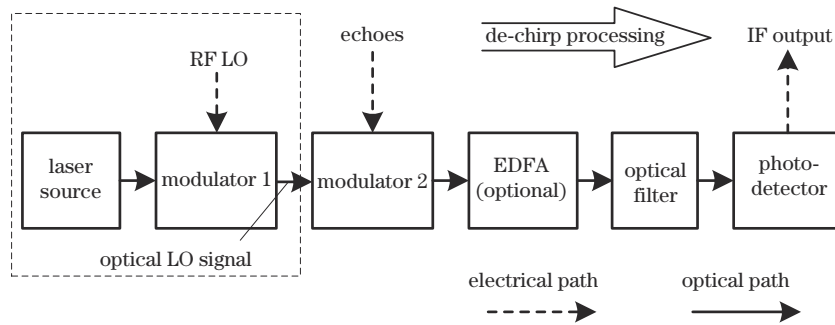 echoes
de-chirp processing
IF output
RF LO
laser
source
modulator 1
modulator 2
EDFA
(optional)
optical
filter
photo-
detector
optical LO signal
electrical path
optical path